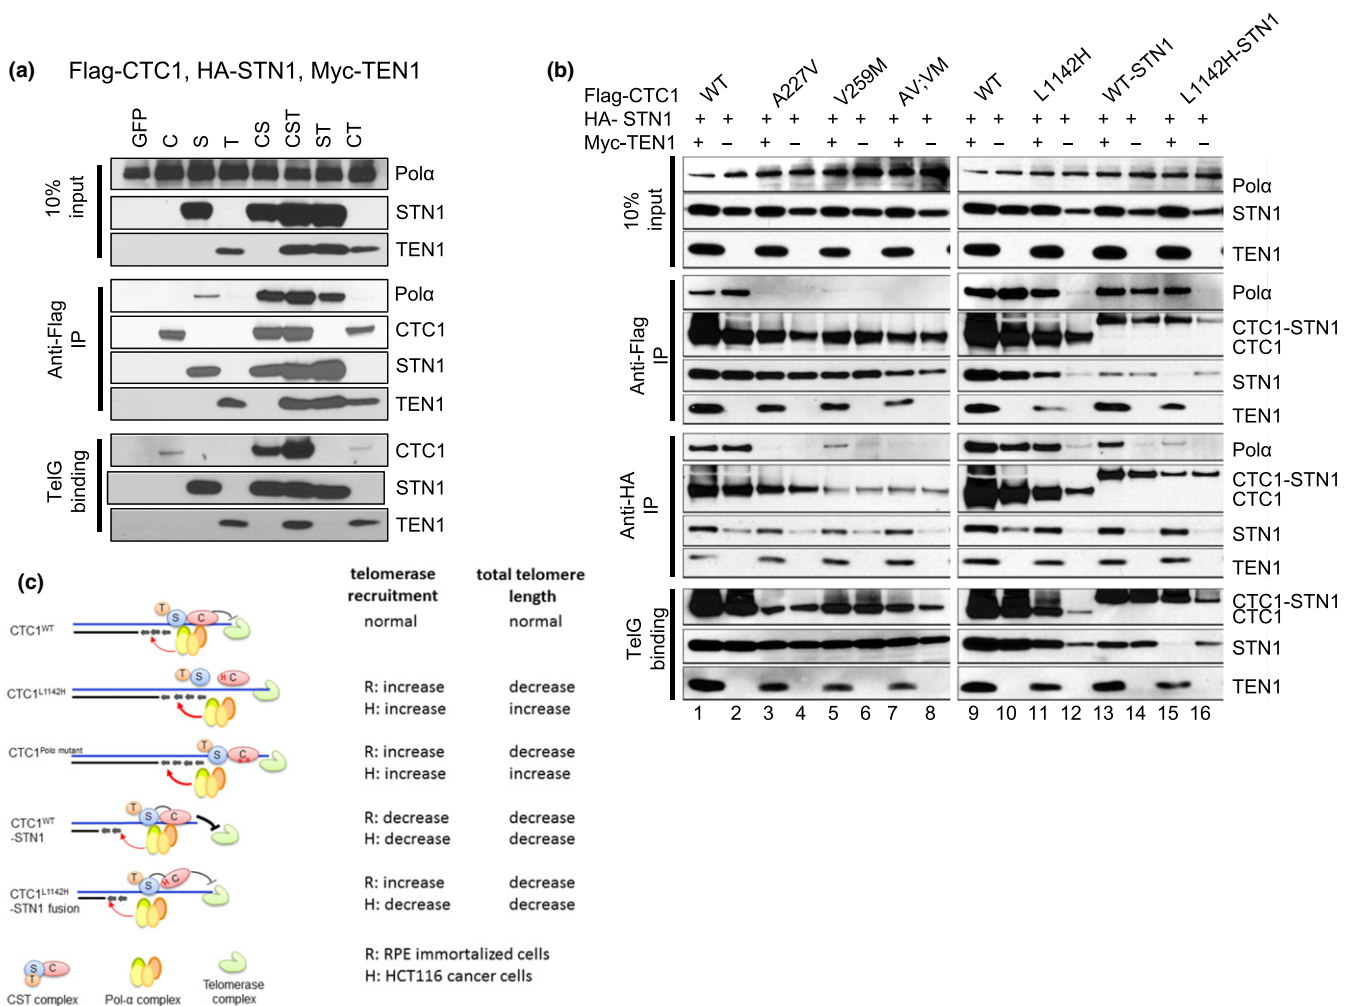 (a) Flag-CTC1, HA-STN1, Myc-TEN1
GFP C S T CS CST ST CT
10% input
Polα
STN1
TEN1
Anti-Flag IP
Polα
CTC1
STN1
TEN1
TelG binding
CTC1
STN1
TEN1
(b)
Flag-CTC1 WT A227V V259M AV;VM WT L1142H WT-STN1 L1142H-STN1
HA- STN1 + + + + + + + + + + + + + + + +
Myc-TEN1 + – + – + – + – + – + – + – + –
10% input
Polα
STN1
TEN1
Anti-Flag IP
Polα
CTC1-STN1
CTC1
STN1
TEN1
Anti-HA IP
Polα
CTC1-STN1
CTC1
STN1
TEN1
TelG binding
CTC1-STN1
CTC1
STN1
TEN1
1 2 3 4 5 6 7 8 9 10 11 12 13 14 15 16
(c)
telomerase recruitment
total telomere length
CTC1WT
T S C
normal normal
CTC1L1142H
T S H C
R: increase decrease
H: increase increase
CTC1Polα mutant
T S C x x
R: increase decrease
H: increase increase
CTC1WT
-STN1
T S C
R: decrease decrease
H: decrease decrease
CTC1L1142H
-STN1 fusion
T S H C
R: increase decrease
H: decrease decrease
S C T
CST complex
Pol-α complex
Telomerase complex
R: RPE immortalized cells
H: HCT116 cancer cells